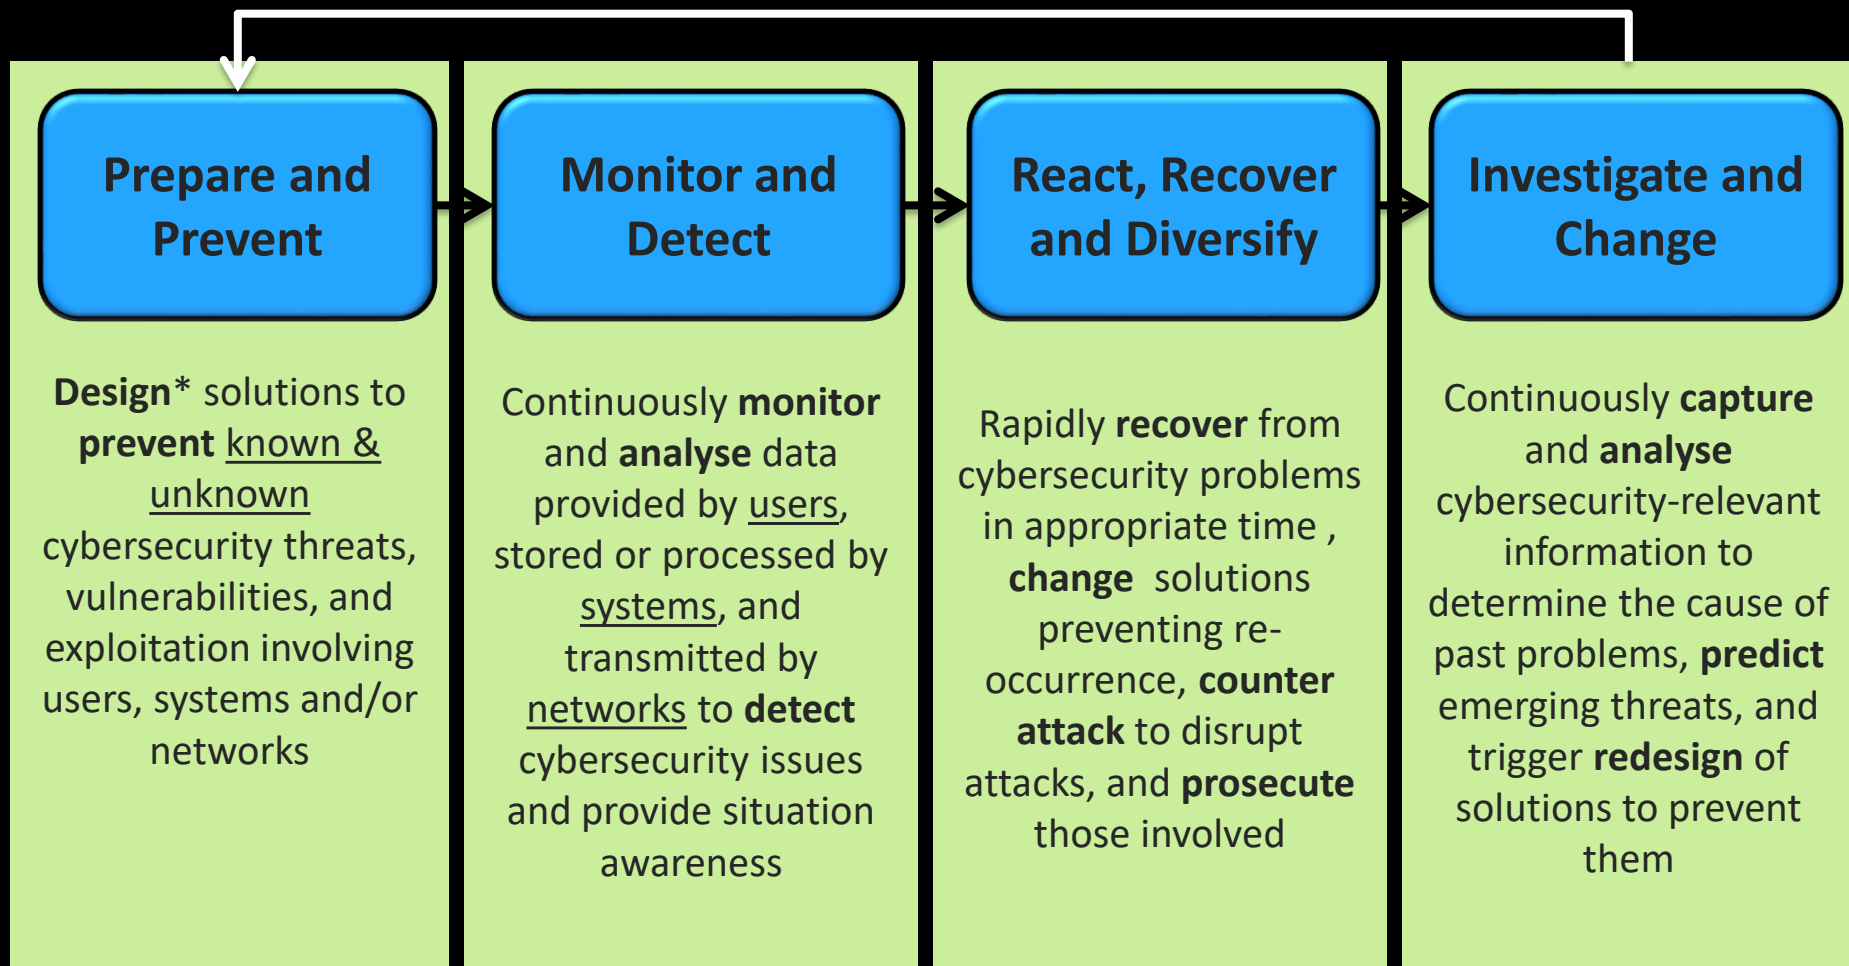 Prepare and
Prevent
Design* solutions to
prevent known &
unknown
cybersecurity threats,
vulnerabilities, and
exploitation involving
users, systems and/or
networks
Monitor and
Detect
Continuously monitor
and analyse data
provided by users,
stored or processed by
systems, and
transmitted by
networks to detect
cybersecurity issues
and provide situation
awareness
React, Recover
and Diversify
Rapidly recover from
cybersecurity problems
in appropriate time ,
change  solutions
preventing re-
occurrence, counter
attack to disrupt
attacks, and prosecute
those involved
Investigate and
Change
Continuously capture
and analyse
cybersecurity-relevant
information to
determine the cause of
past problems, predict
emerging threats, and
trigger redesign of
solutions to prevent
them